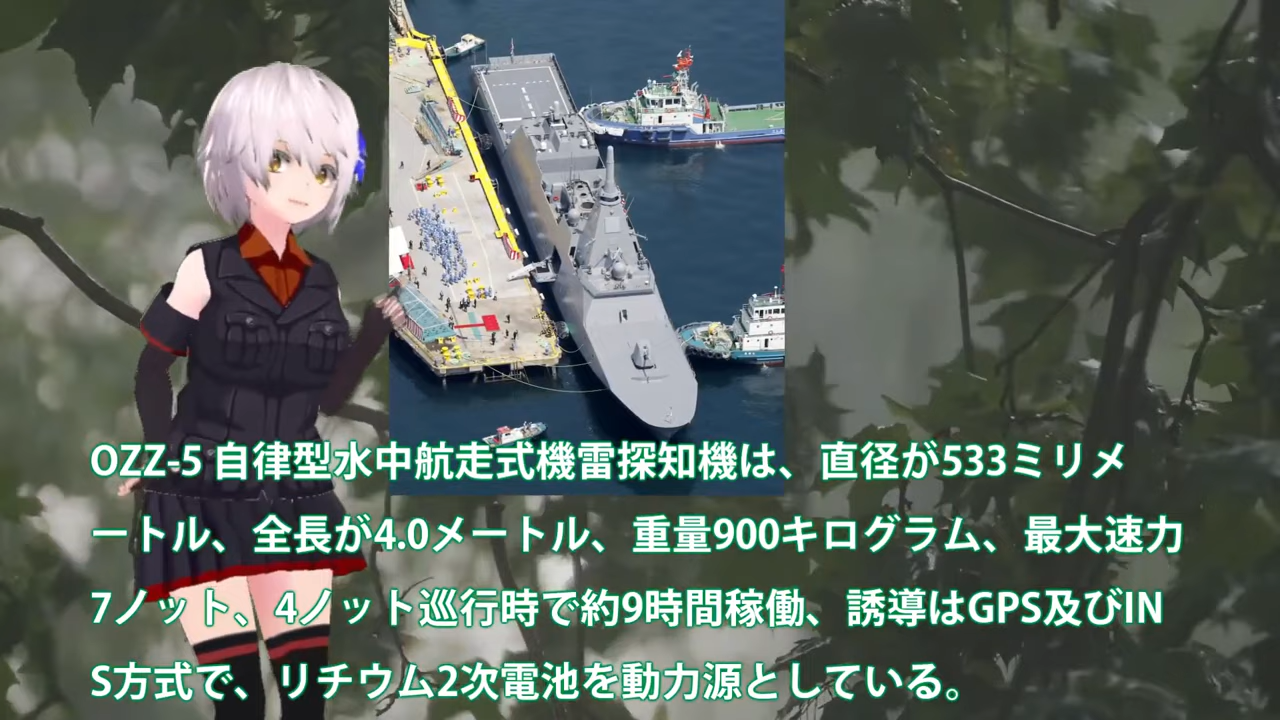 OZZ-5 自律型水中航走式機雷探知機は、直径が533ミリメ
ートル、全長が4.0メートル、重量900キログラム、最大速力
7ノット、4ノット巡行時で約9時間稼働、誘導はGPS及びIN
S方式で、リチウム2次電池を動力源としている。